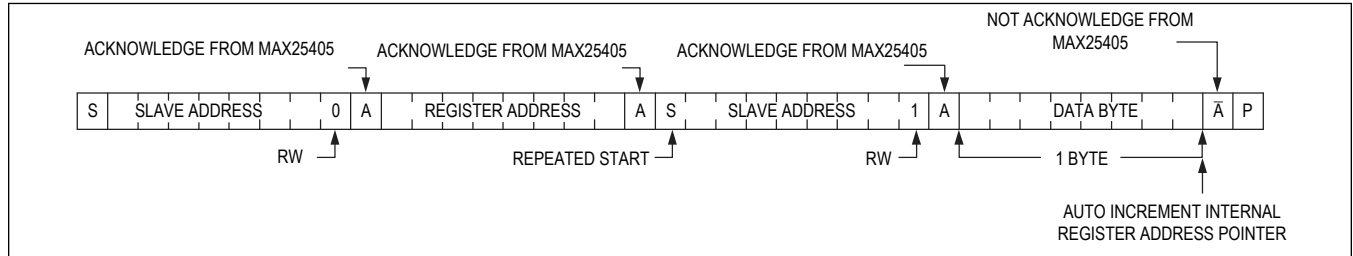 NOT ACKNOWLEDGE FROM
MAX25405
ACKNOWLEDGE FROM MAX25405
ACKNOWLEDGE FROM MAX25405
ACKNOWLEDGE FROM MAX25405
S SLAVE ADDRESS 0 A REGISTER ADDRESS A S SLAVE ADDRESS 1 A DATA BYTE A̅ P
RW
REPEATED START
RW
1 BYTE
AUTO INCREMENT INTERNAL
REGISTER ADDRESS POINTER